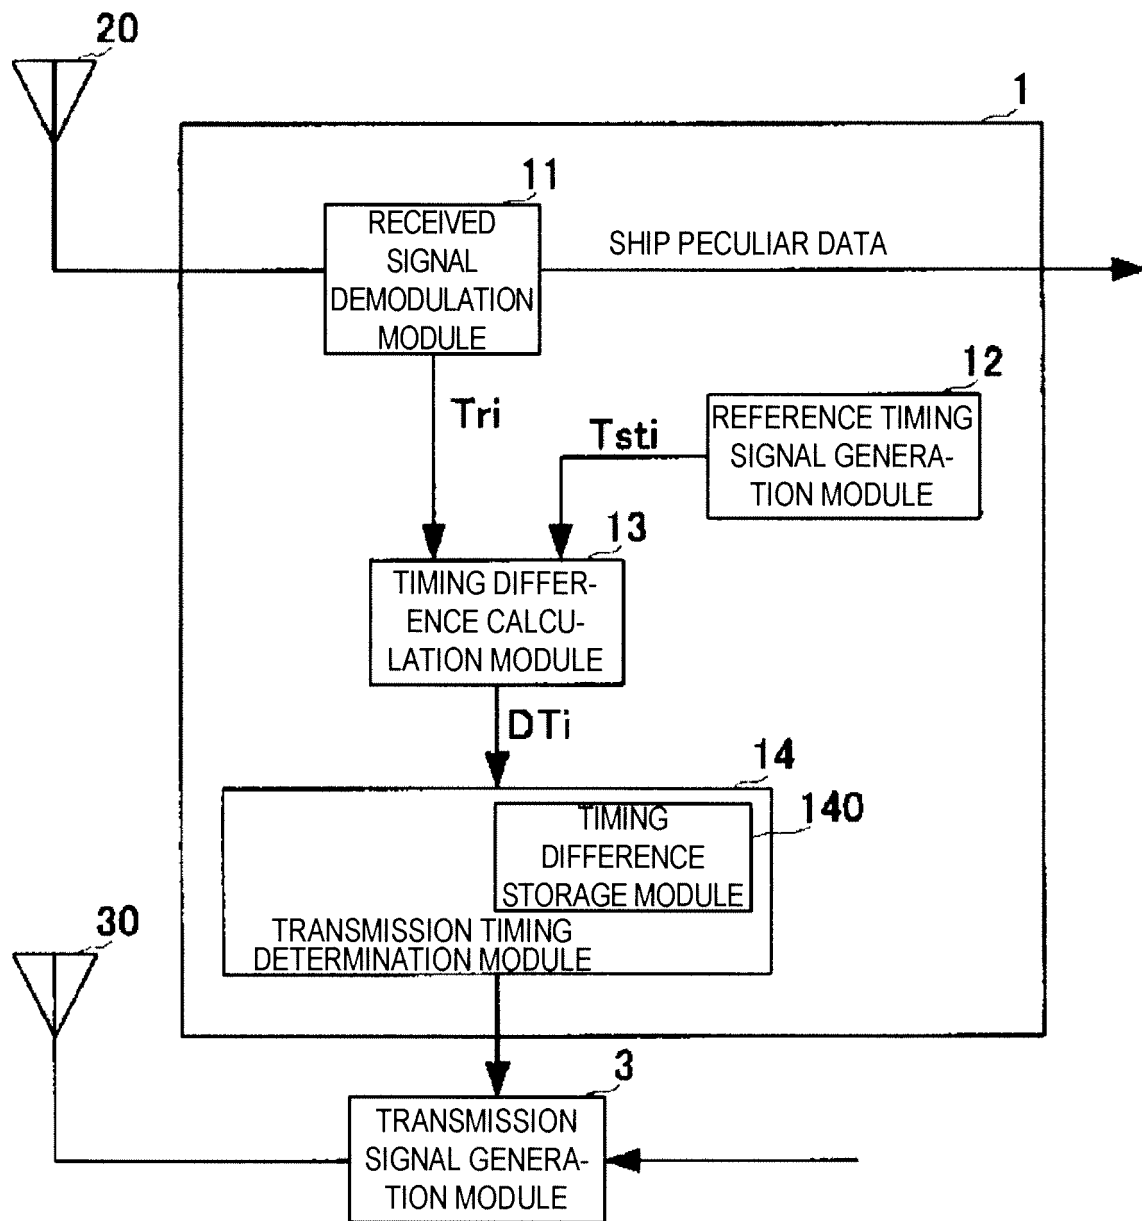 20
1
11
RECEIVED
SIGNAL
DEMODULATION
MODULE
SHIP PECULIAR DATA
12
REFERENCE TIMING
SIGNAL GENERA-
TION MODULE
Tri
Tsti
13
TIMING DIFFER-
ENCE CALCU-
LATION MODULE
DTi
14
140
TIMING
DIFFERENCE
STORAGE MODULE
TRANSMISSION TIMING
DETERMINATION MODULE
30
3
TRANSMISSION
SIGNAL GENERA-
TION MODULE